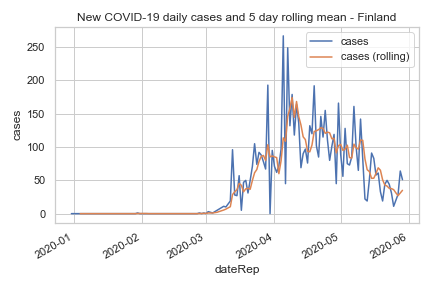 New COVID-19 daily cases and 5 day rolling mean - Finland
cases
cases (rolling)
250
200
150
100
50
0
cases
2020-01
2020-02
2020-03
2020-04
2020-05
2020-06
dateRep